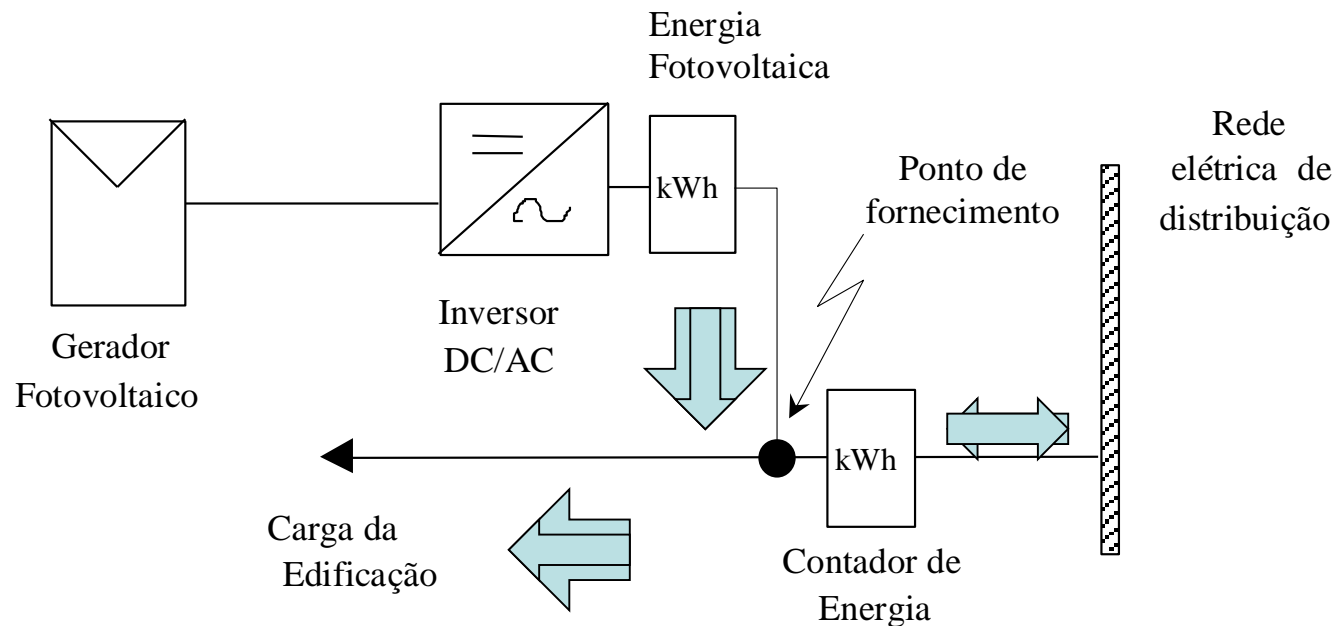 Energia
Fotovoltaica
Rede
elétrica de
distribuição
Ponto de
fornecimento
kWh
Inversor
DC/AC
Gerador
Fotovoltaico
kWh
Carga da
Edificação
Contador de
Energia